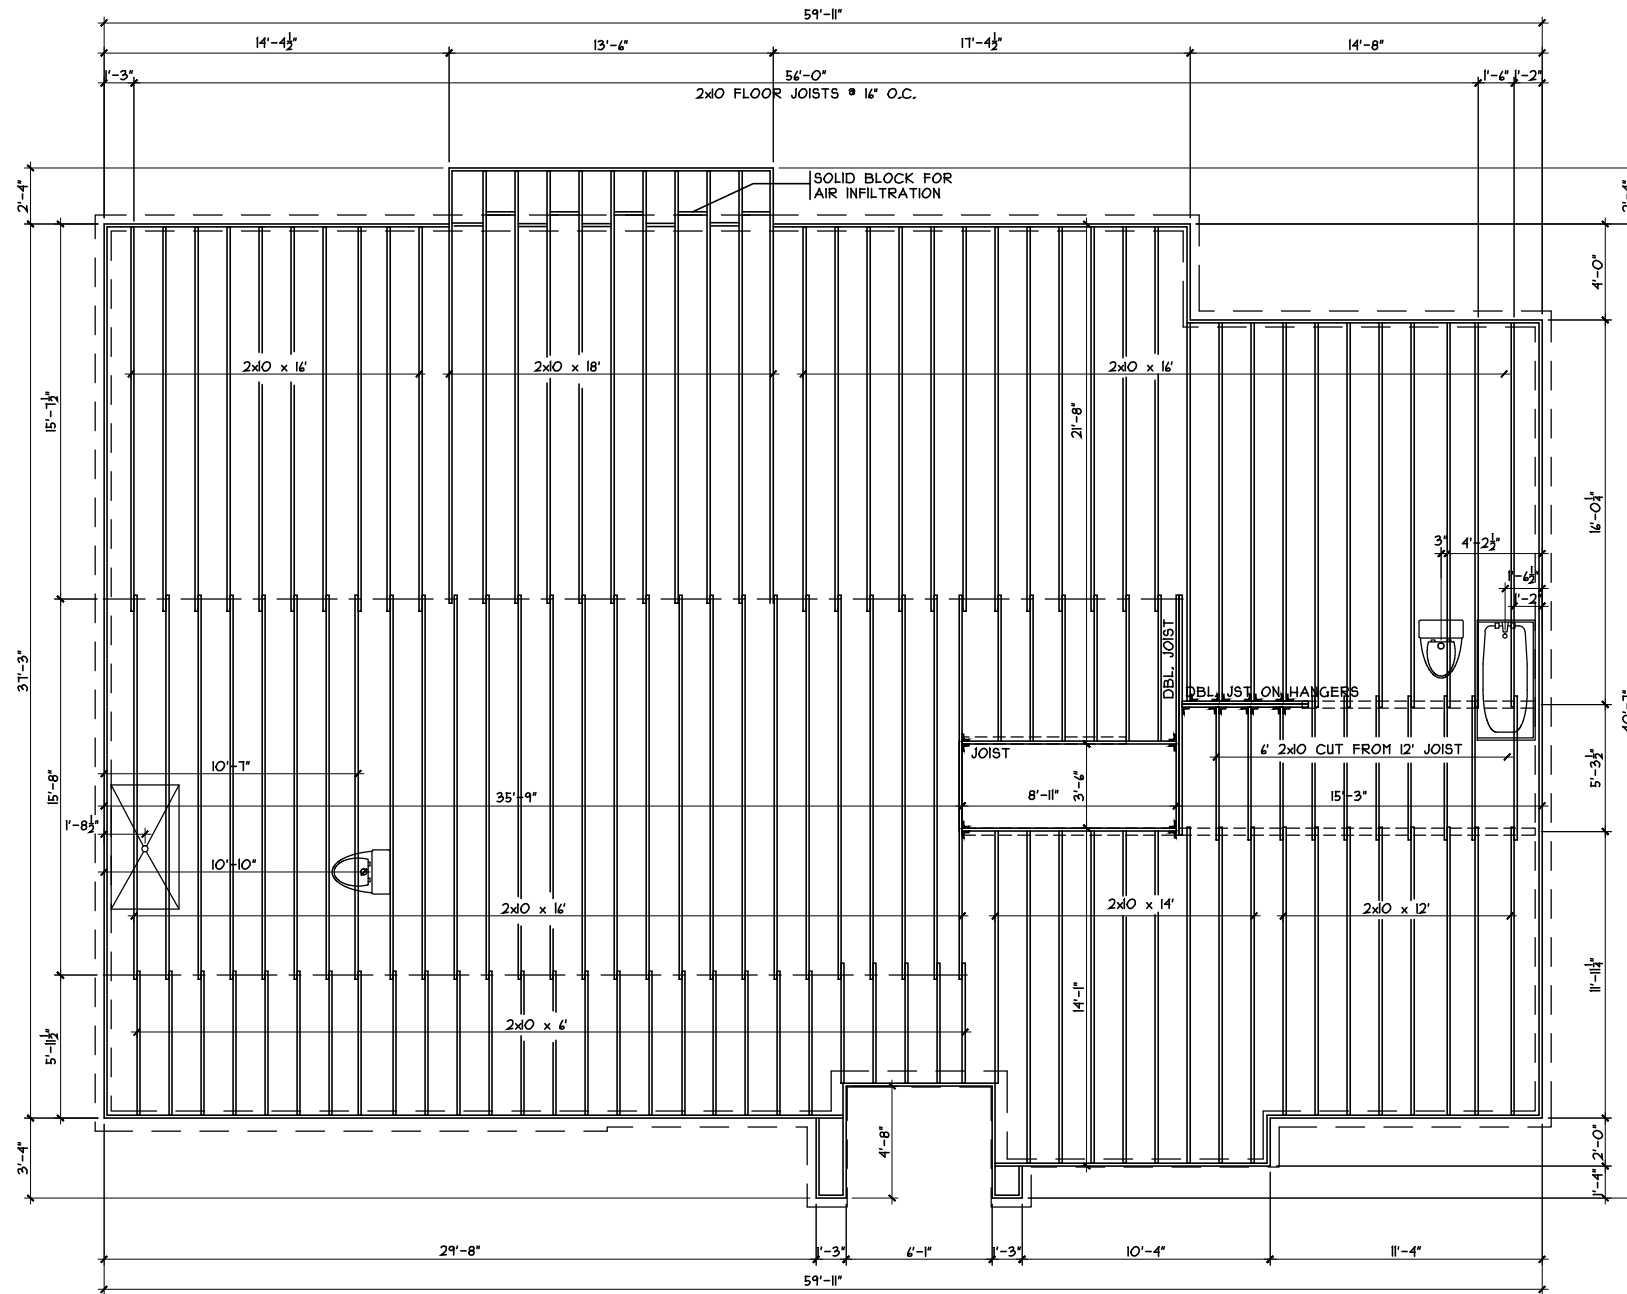 59'-11"
14'-4½" 13'-6" 17'-4½" 14'-8"
1'-3" 56'-0" 1'-6" 1'-2"
2x10 FLOOR JOISTS @ 16" O.C.
SOLID BLOCK FOR
AIR INFILTRATION
2'-4"
2'-4"
4'-0"
2x10 x 16' 2x10 x 18' 2x10 x 16'
15'-7½"
21'-8"
16'-0½"
3" 4'-2½"
1'-6½"
1'-2"
37'-3"
DBL. JOIST
DBL. JST ON HANGERS
40'-7"
JOIST
6' 2x10 CUT FROM 12' JOIST
10'-7"
15'-8"
35'-9" 8'-11" 3'-6" 15'-3"
5'-3½"
1'-8½"
10'-10"
2x10 x 16' 2x10 x 14' 2x10 x 12'
14'-1"
11'-11½"
2x10 x 6'
5'-11½"
4'-8"
3'-4"
2'-0"
1'-4"
29'-8" 1'-3" 6'-1" 1'-3" 10'-4" 11'-4"
59'-11"